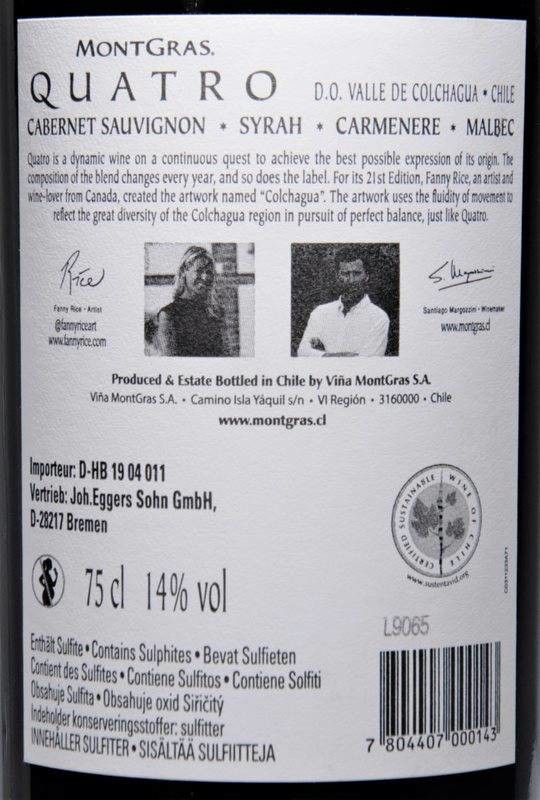 MONTGRAS.
QUATRO D.O. VALLE DE COLCHAGUA • CHILE
CABERNET SAUVIGNON * SYRAH * CARMENERE * MALBEC
Quatro is a dynamic wine on a continuous quest to achieve the best possible expression of its origin. The
composition of the blend changes every year, and so does the label. For its 21st Edition, Fanny Rice, an artist and
wine-lover from Canada, created the artwork named "Colchagua". The artwork uses the fluidity of movement to
reflect the great diversity of the Colchagua region in pursuit of perfect balance, just like Quatro.
Rice
Fanny Rice - Artist
@fannyriceart
www.fannyrice.com
S. Margozzini
Santiago Margozzini - Winemaker
www.montgras.cl
Produced & Estate Bottled in Chile by Viña MontGras S.A.
Viña MontGras S.A. • Camino Isla Yáquil s/n • VI Región • 3160000 • Chile
www.montgras.cl
Importeur: D-HB 19 04 011
Vertrieb: Joh.Eggers Sohn GmbH,
D-28217 Bremen
CERTIFIED SUSTAINABLE WINE OF CHILE
www.sustentavid.org
75 cl 14% vol
L9065
Enthält Sulfite • Contains Sulphites • Bevat Sulfieten
Contient des Sulfites • Contiene Sulfitos • Contiene Solfiti
Obsahuje Sulfita • Obsahuje oxid Siřičitý
Indeholder konserveringsstoffer: sulfitter
INNEHÅLLER SULFITER • SISÄLTÄÄ SULFIITTEJA
7 804407 000143